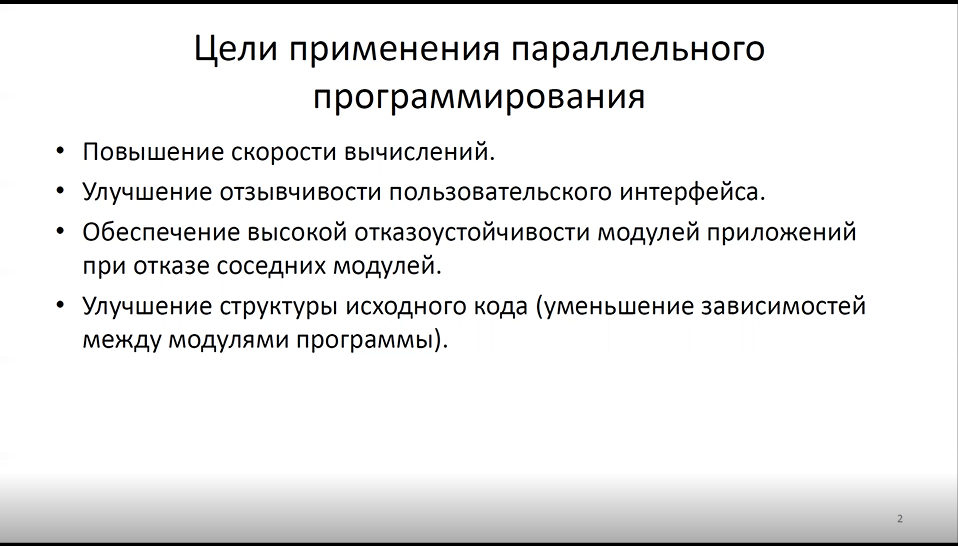 Цели применения параллельного
программирования
• Повышение скорости вычислений.
• Улучшение отзывчивости пользовательского интерфейса.
• Обеспечение высокой отказоустойчивости модулей приложений
при отказе соседних модулей.
• Улучшение структуры исходного кода (уменьшение зависимостей
между модулями программы).
2